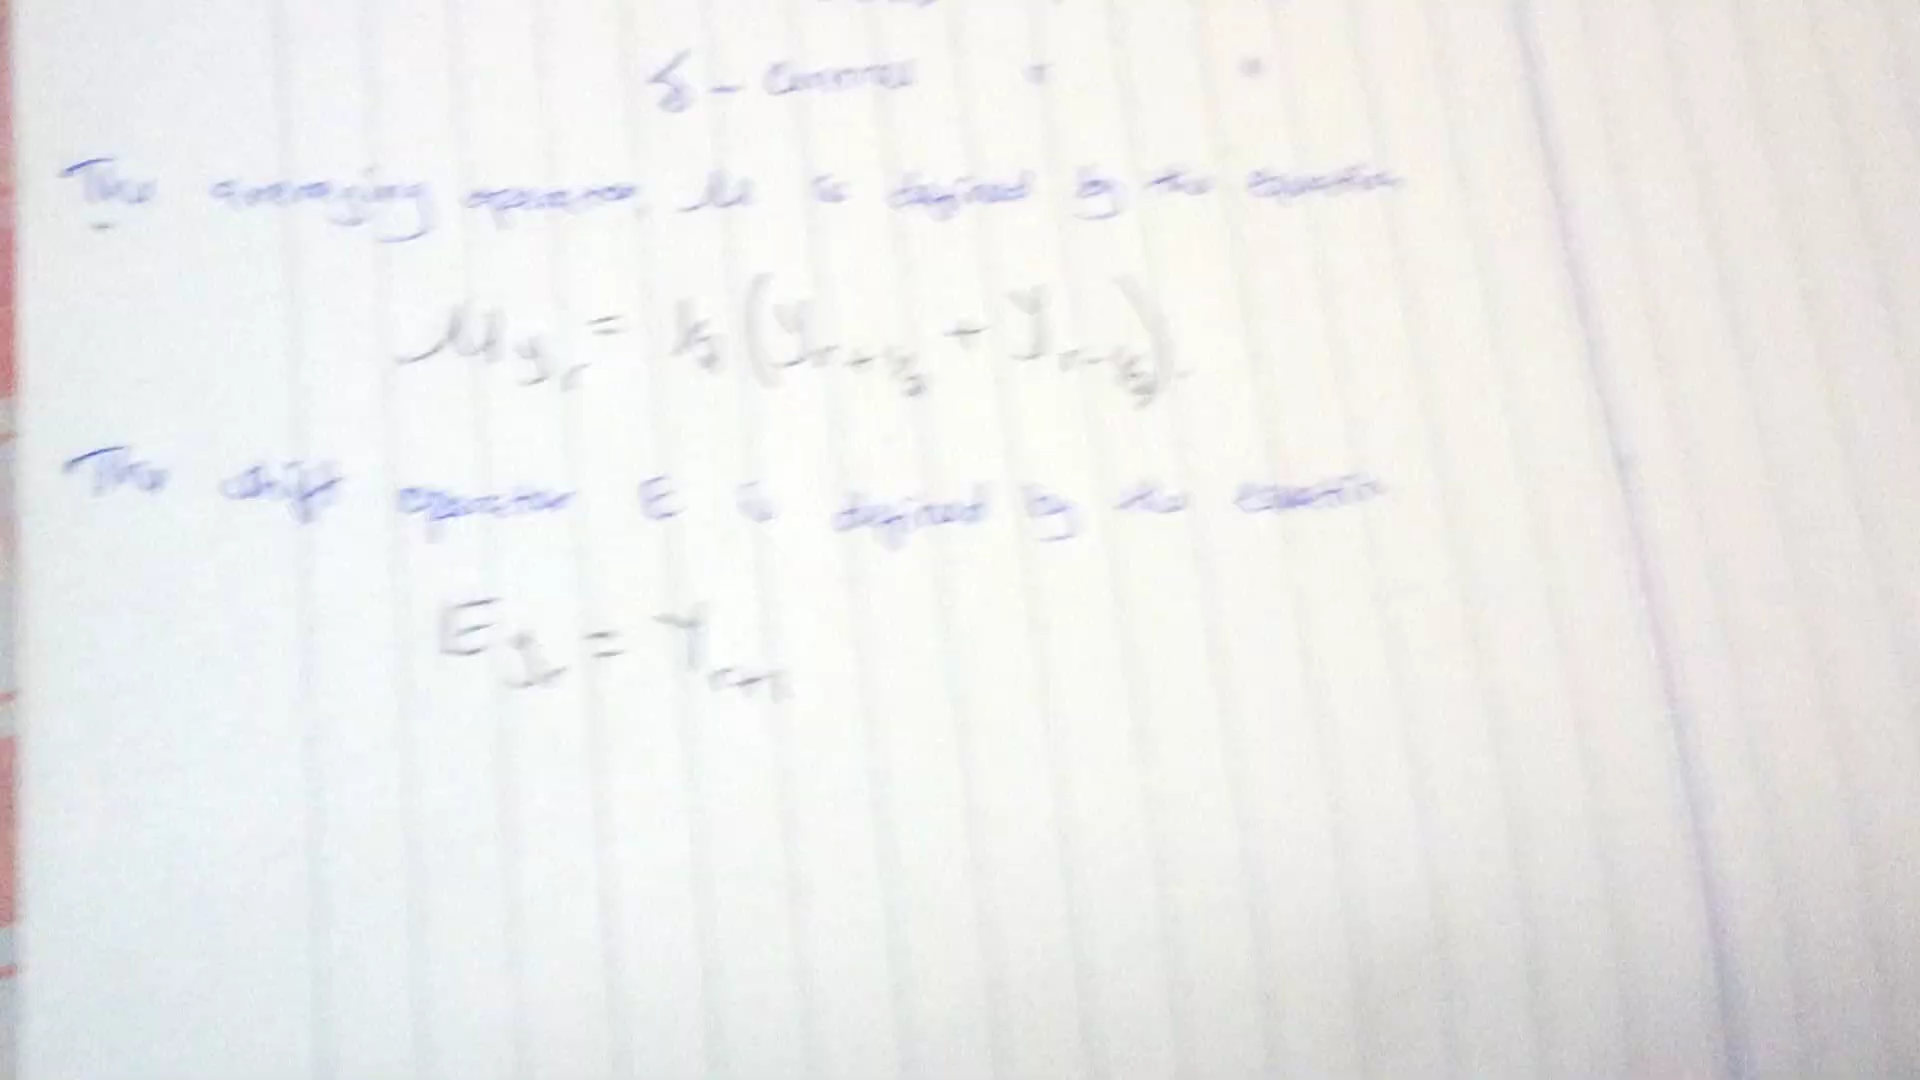 δ - Central " "
The averaging operator, μ is defined by the equation
μy_r = ½(y_{r+½} + y_{r-½}).
The shift operator E is defined by the equation
Ey_r = Y_{r+1}